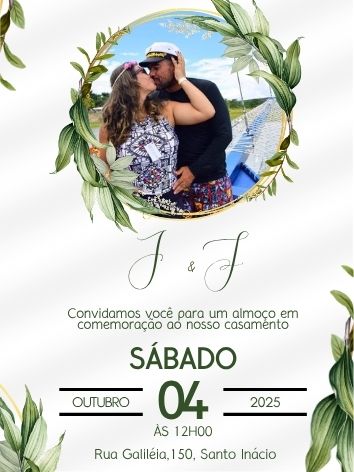 J & J
Convidamos você para um almoço em
comemoração ao nosso casamento
SÁBADO
OUTUBRO 04 2025
ÀS 12H00
Rua Galiléia,150, Santo Inácio